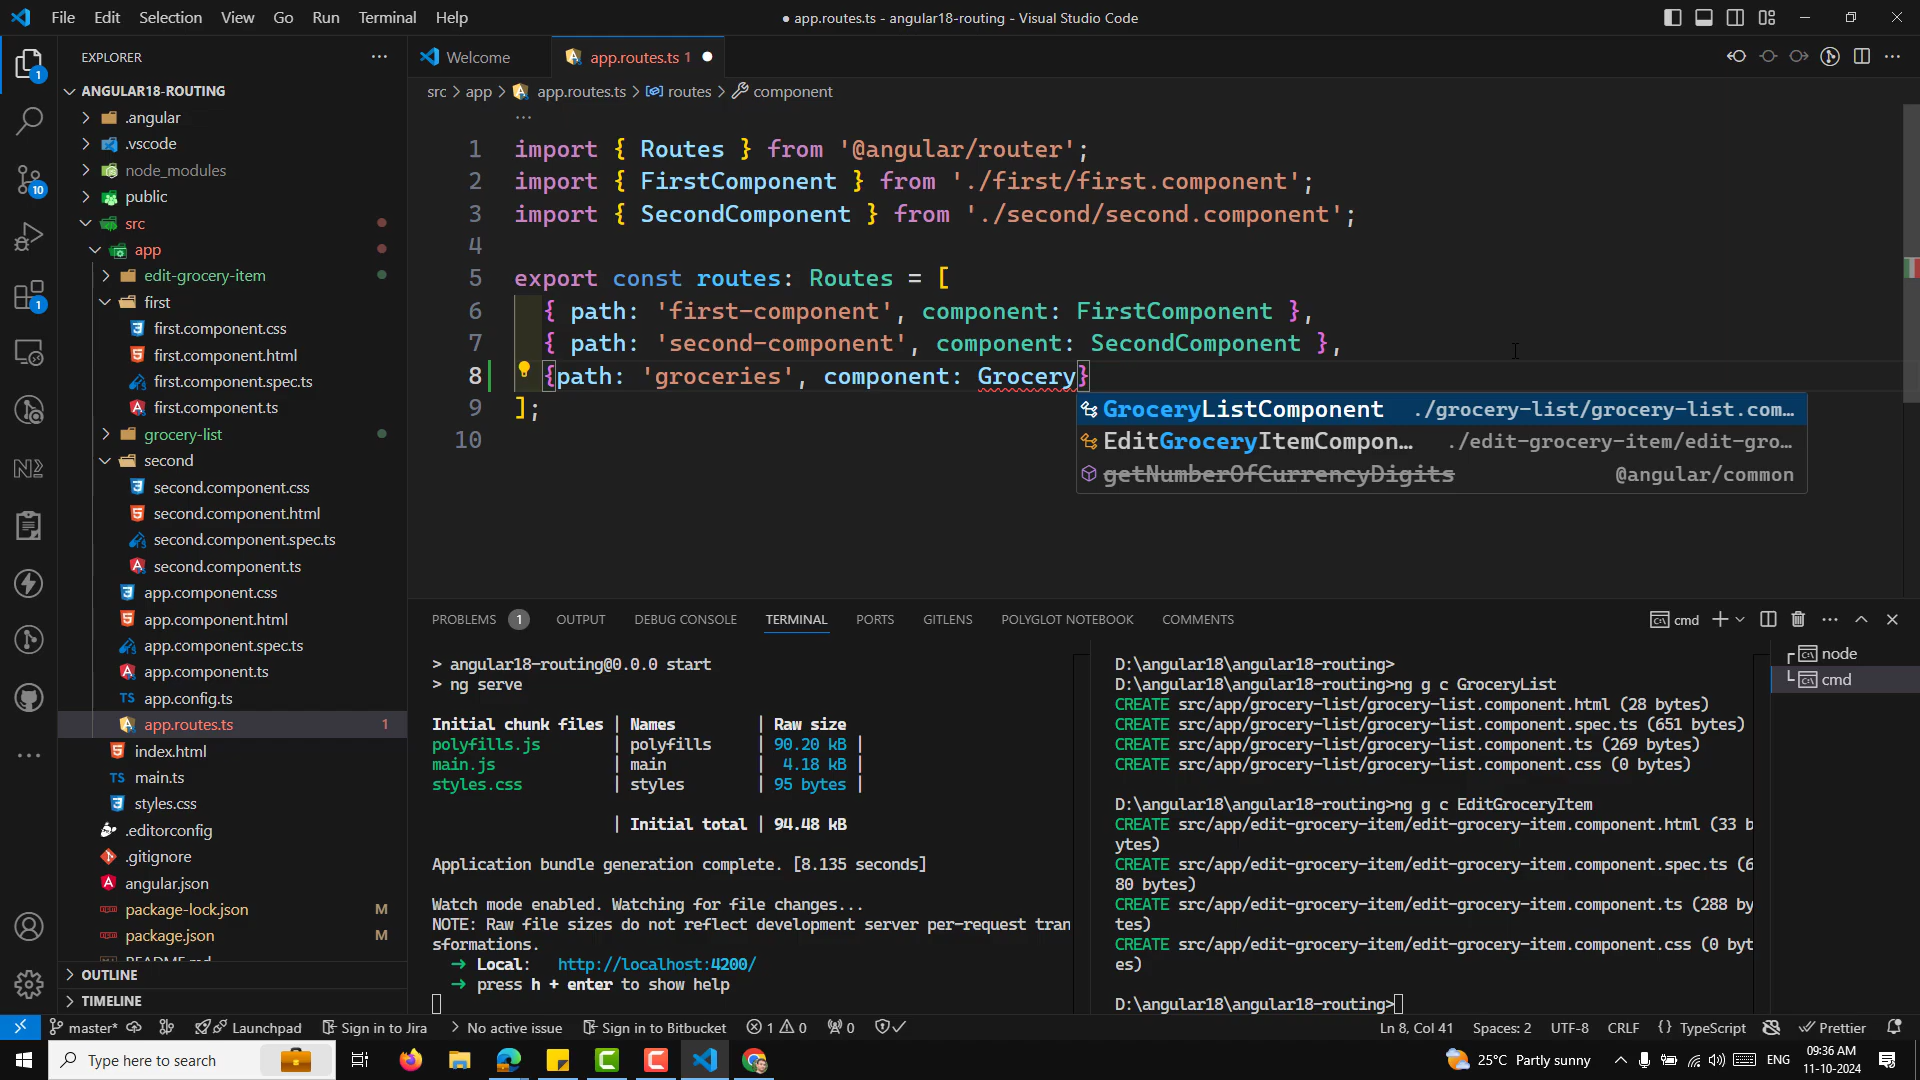 File Edit Selection View Go Run Terminal Help
● app.routes.ts - angular18-routing - Visual Studio Code
EXPLORER
ANGULAR18-ROUTING
.angular
.vscode
node_modules
public
src
app
edit-grocery-item
first
first.component.css
first.component.html
first.component.spec.ts
first.component.ts
grocery-list
second
second.component.css
second.component.html
second.component.spec.ts
second.component.ts
app.component.css
app.component.html
app.component.spec.ts
app.component.ts
TS app.config.ts
app.routes.ts 1
index.html
TS main.ts
styles.css
.editorconfig
.gitignore
angular.json
package-lock.json M
package.json M
README.md
OUTLINE
TIMELINE
1
10
1
Welcome
app.routes.ts 1
src > app > app.routes.ts > routes > component
1 import { Routes } from '@angular/router';
2 import { FirstComponent } from './first/first.component';
3 import { SecondComponent } from './second/second.component';
4
5 export const routes: Routes = [
6 { path: 'first-component', component: FirstComponent },
7 { path: 'second-component', component: SecondComponent },
8 {path: 'groceries', component: Grocery}
9 ];
10
GroceryListComponent ./grocery-list/grocery-list.com...
EditGroceryItemCompon... ./edit-grocery-item/edit-gro...
getNumberOfCurrencyDigits @angular/common
PROBLEMS 1 OUTPUT DEBUG CONSOLE TERMINAL PORTS GITLENS POLYGLOT NOTEBOOK COMMENTS
cmd
> angular18-routing@0.0.0 start
> ng serve
Initial chunk files | Names | Raw size
polyfills.js | polyfills | 90.20 kB |
main.js | main | 4.18 kB |
styles.css | styles | 95 bytes |
| Initial total | 94.48 kB
Application bundle generation complete. [8.135 seconds]
Watch mode enabled. Watching for file changes...
NOTE: Raw file sizes do not reflect development server per-request tran
sformations.
➜ Local: http://localhost:4200/
➜ press h + enter to show help
D:\angular18\angular18-routing>
D:\angular18\angular18-routing>ng g c GroceryList
CREATE src/app/grocery-list/grocery-list.component.html (28 bytes)
CREATE src/app/grocery-list/grocery-list.component.spec.ts (651 bytes)
CREATE src/app/grocery-list/grocery-list.component.ts (269 bytes)
CREATE src/app/grocery-list/grocery-list.component.css (0 bytes)
D:\angular18\angular18-routing>ng g c EditGroceryItem
CREATE src/app/edit-grocery-item/edit-grocery-item.component.html (33 b
ytes)
CREATE src/app/edit-grocery-item/edit-grocery-item.component.spec.ts (6
80 bytes)
CREATE src/app/edit-grocery-item/edit-grocery-item.component.ts (288 by
tes)
CREATE src/app/edit-grocery-item/edit-grocery-item.component.css (0 byt
es)
D:\angular18\angular18-routing>
node
cmd
master* Launchpad Sign in to Jira No active issue Sign in to Bitbucket 1 0 0
Ln 8, Col 41 Spaces: 2 UTF-8 CRLF {} TypeScript Prettier
Type here to search
25°C Partly sunny ENG
09:36 AM
11-10-2024